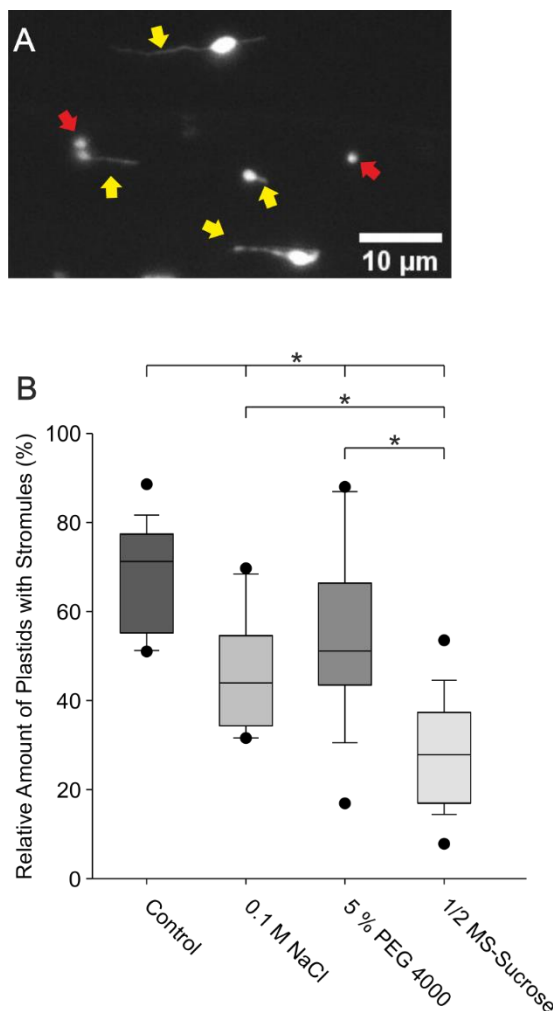 A
10 µm
B
*
*
*
Relative Amount of Plastids with Stromules (%)
100
80
60
40
20
0
Control
0.1 M NaCl
5 % PEG 4000
1/2 MS-Sucrose